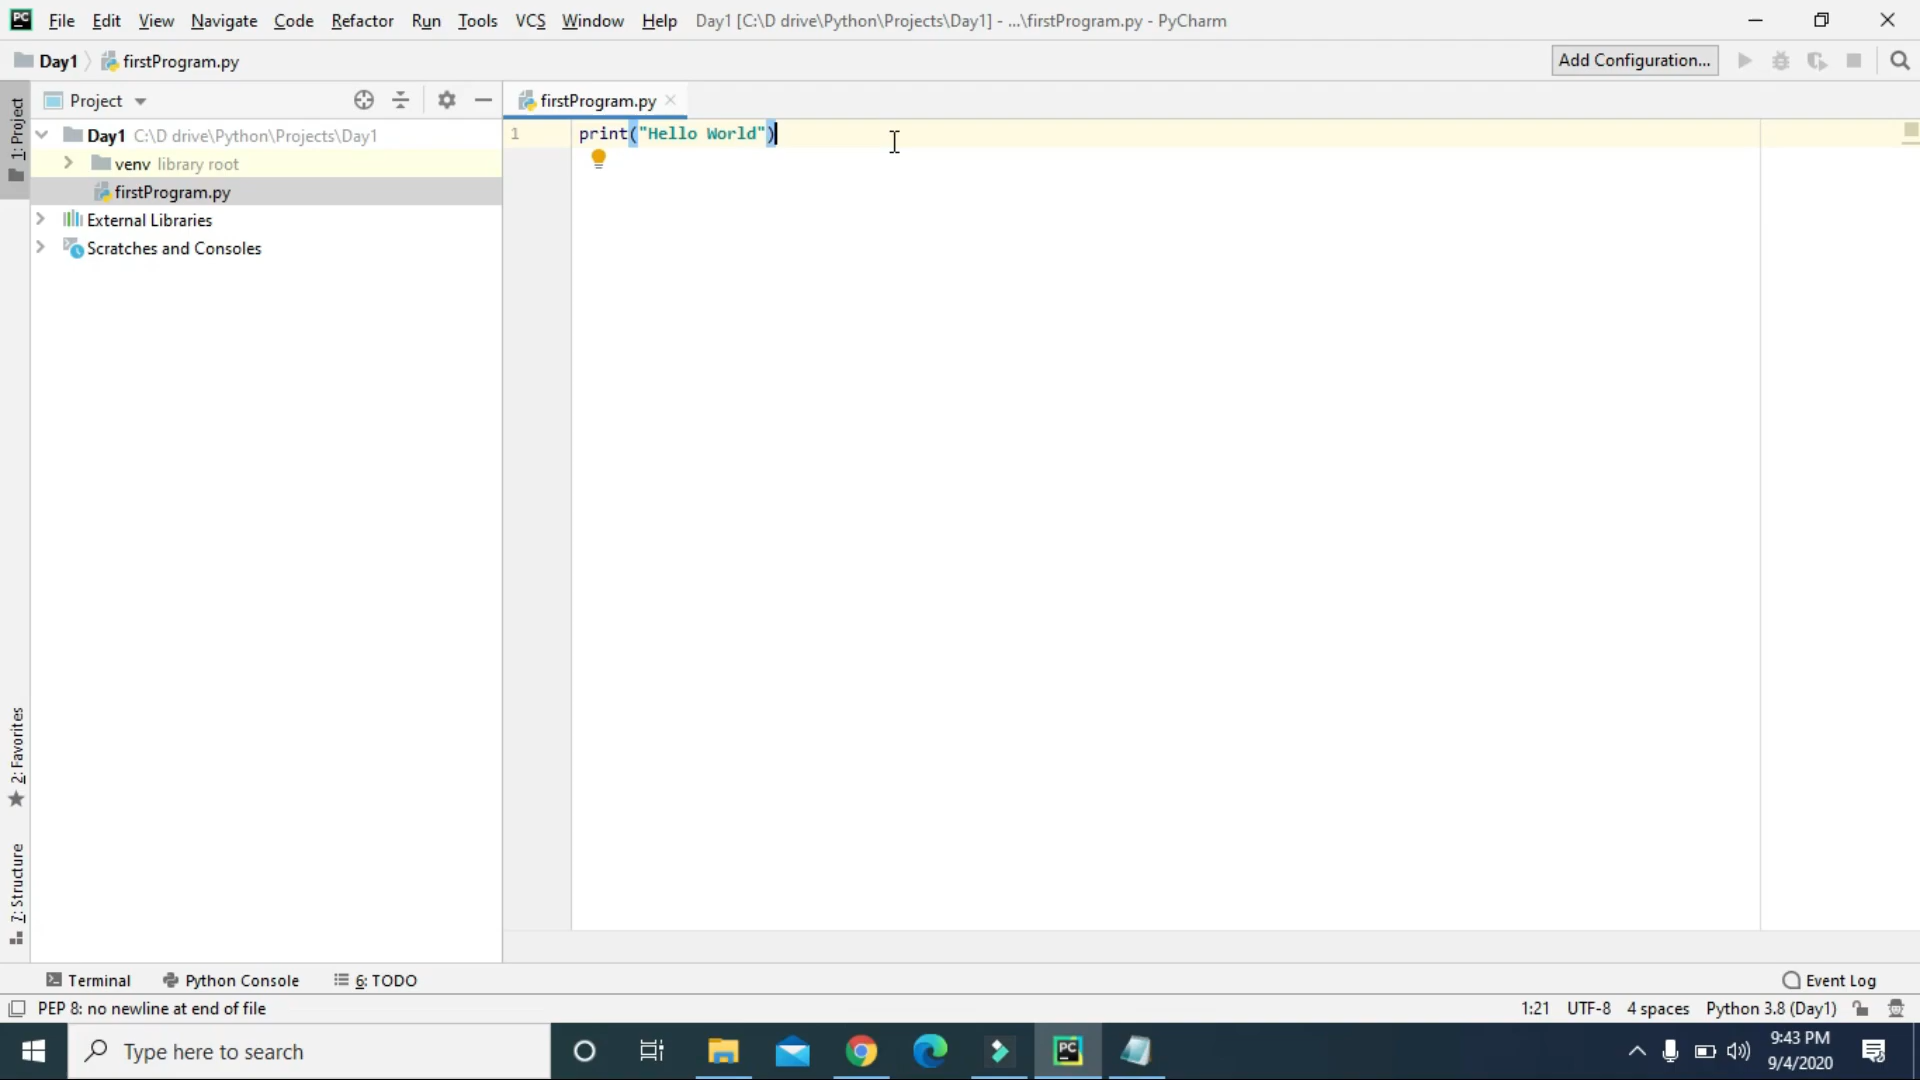 PC File Edit View Navigate Code Refactor Run Tools VCS Window Help Day1 [C:\D drive\Python\Projects\Day1] - ...\firstProgram.py - PyCharm
Day1 firstProgram.py Add Configuration...
1: Project
Project
firstProgram.py
Day1 C:\D drive\Python\Projects\Day1
venv library root
firstProgram.py
External Libraries
Scratches and Consoles
1 print("Hello World")
2: Favorites
7: Structure
Terminal Python Console 6: TODO Event Log
PEP 8: no newline at end of file 1:21 UTF-8 4 spaces Python 3.8 (Day1)
Type here to search
PC
9:43 PM
9/4/2020